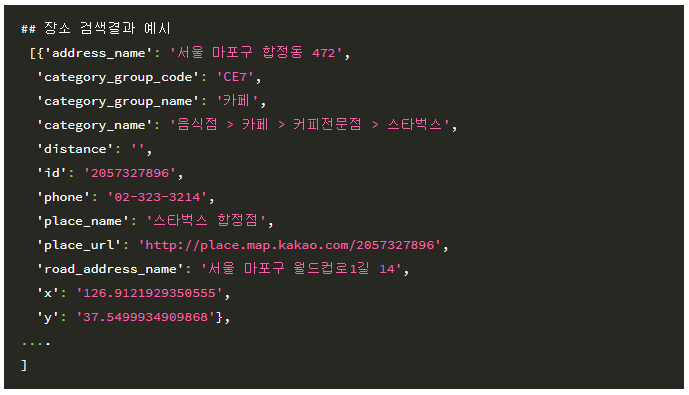 ## 장소 검색결과 예시
[{'address_name': '서울 마포구 합정동 472',
'category_group_code': 'CE7',
'category_group_name': '카페',
'category_name': '음식점 > 카페 > 커피전문점 > 스타벅스',
'distance': '',
'id': '2057327896',
'phone': '02-323-3214',
'place_name': '스타벅스 합정점',
'place_url': 'http://place.map.kakao.com/2057327896',
'road_address_name': '서울 마포구 월드컵로1길 14',
'x': '126.9121929350555',
'y': '37.5499934909868'},
....
]